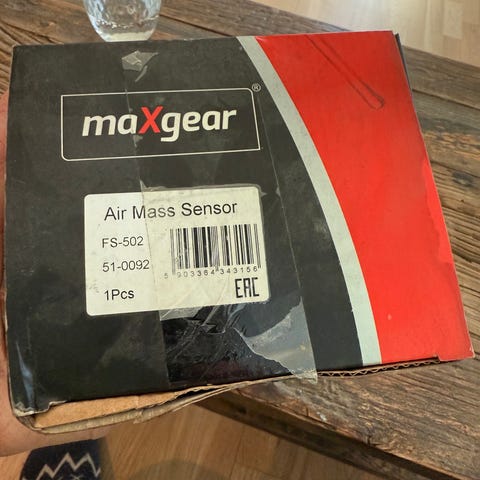 maXgear®
Air Mass Sensor
FS-502
51-0092
5 903364 343156
1Pcs
EAC